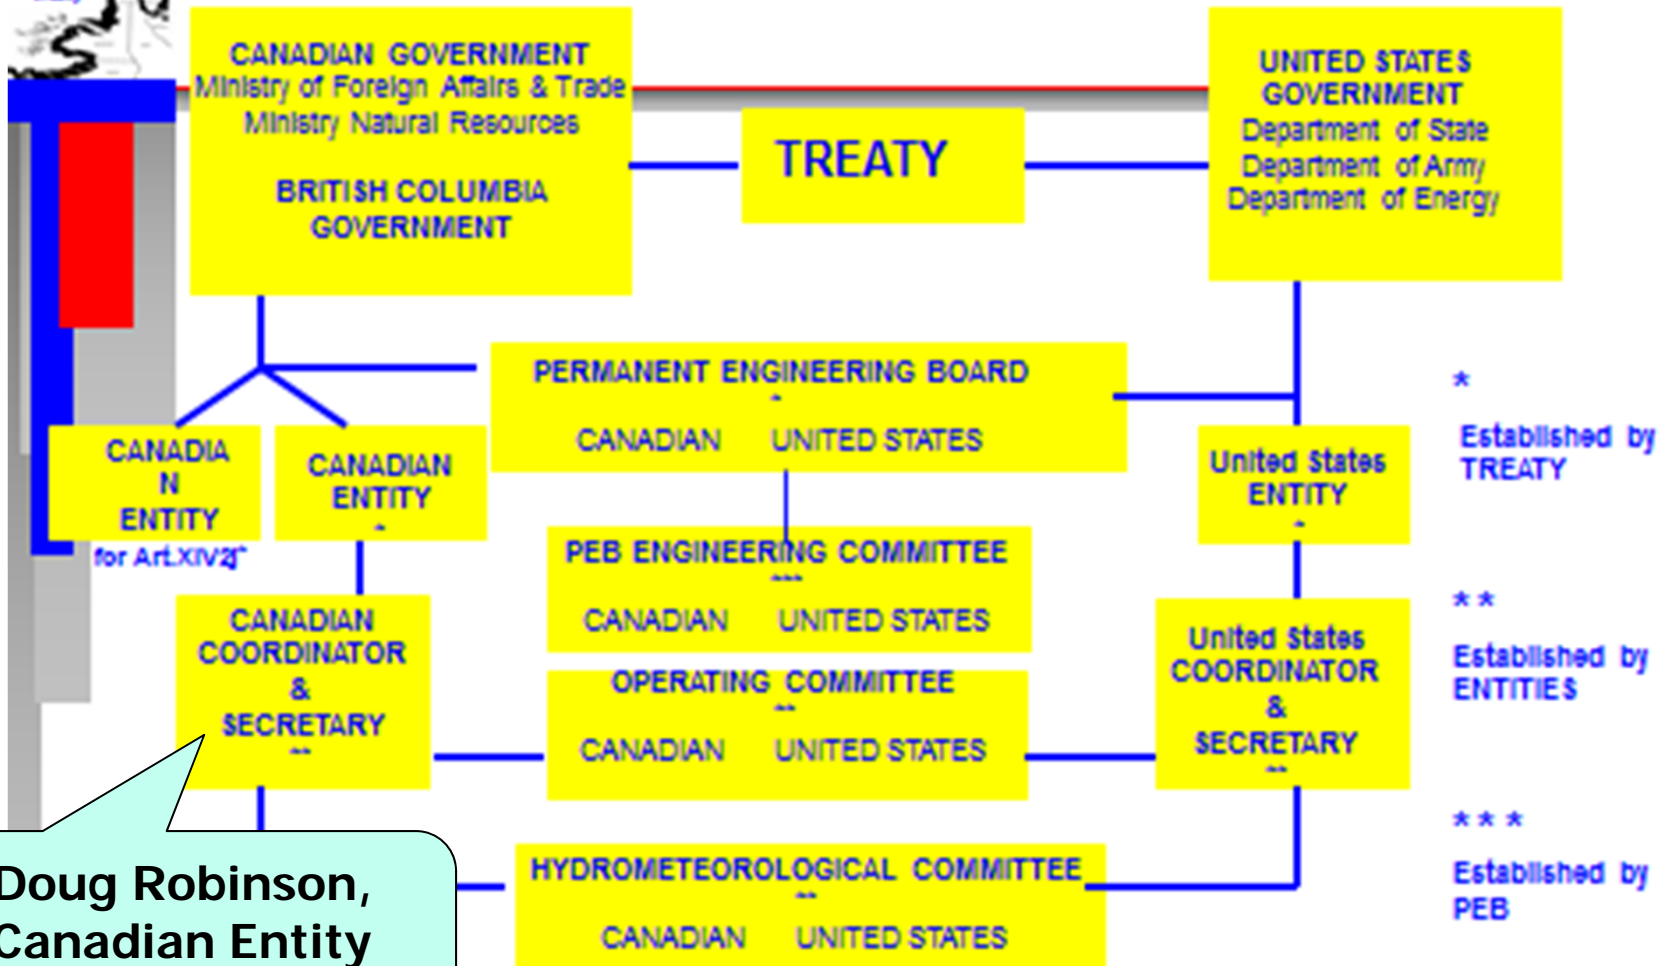 CANADIAN GOVERNMENT
Ministry of Foreign Affairs & Trade
Ministry Natural Resources
BRITISH COLUMBIA
GOVERNMENT
TREATY
UNITED STATES
GOVERNMENT
Department of State
Department of Army
Department of Energy
PERMANENT ENGINEERING BOARD
*
CANADIAN UNITED STATES
CANADIA
N
ENTITY
for Art.XIV2j*
CANADIAN
ENTITY
*
United States
ENTITY
*
*
Established by
TREATY
PEB ENGINEERING COMMITTEE
***
CANADIAN UNITED STATES
CANADIAN
COORDINATOR
&
SECRETARY
**
OPERATING COMMITTEE
**
CANADIAN UNITED STATES
United States
COORDINATOR
&
SECRETARY
**
* *
Established by
ENTITIES
HYDROMETEOROLOGICAL COMMITTEE
**
CANADIAN UNITED STATES
* * *
Established by
PEB
Doug Robinson,
Canadian Entity